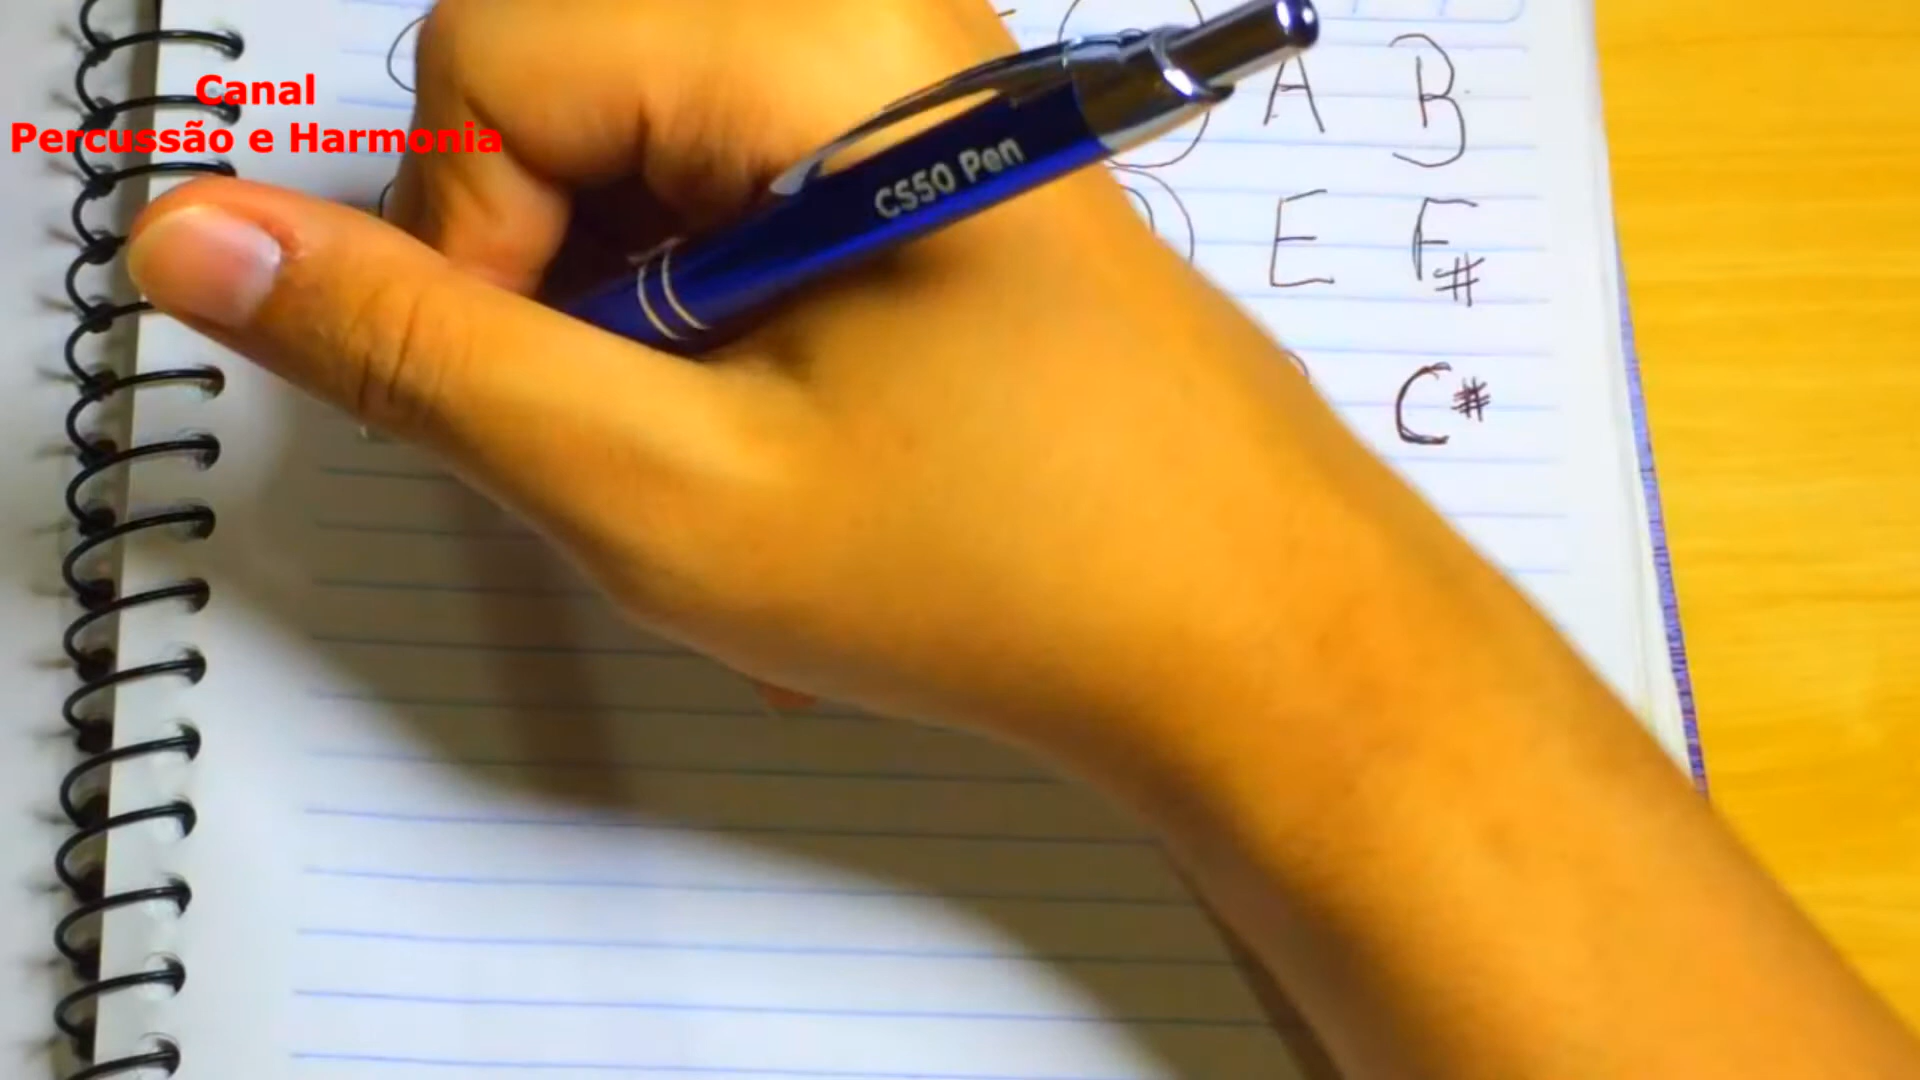 Canal
Percussão e Harmonia
CS50 Pen
A B
E F#
C#